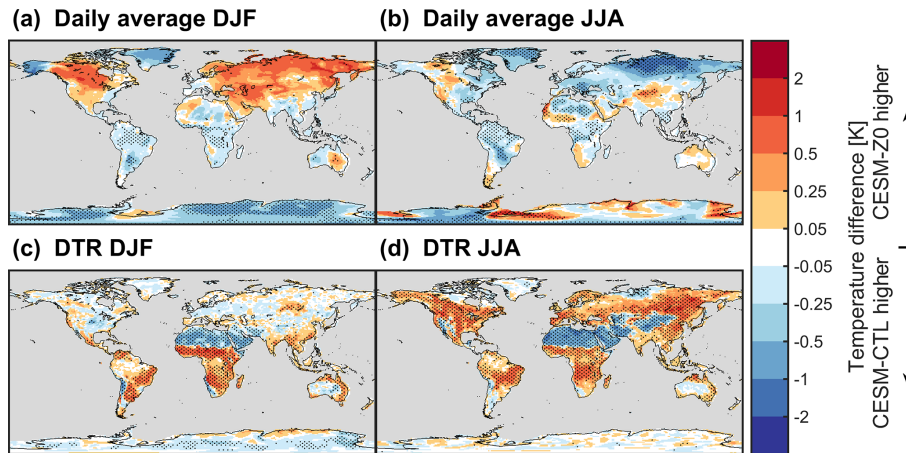 (a) Daily average DJF
(b) Daily average JJA
(c) DTR DJF
(d) DTR JJA
2
1
0.5
0.25
0.05
-0.05
-0.25
-0.5
-1
-2
Temperature difference [K]
CESM-CTL higher
CESM-Z0 higher